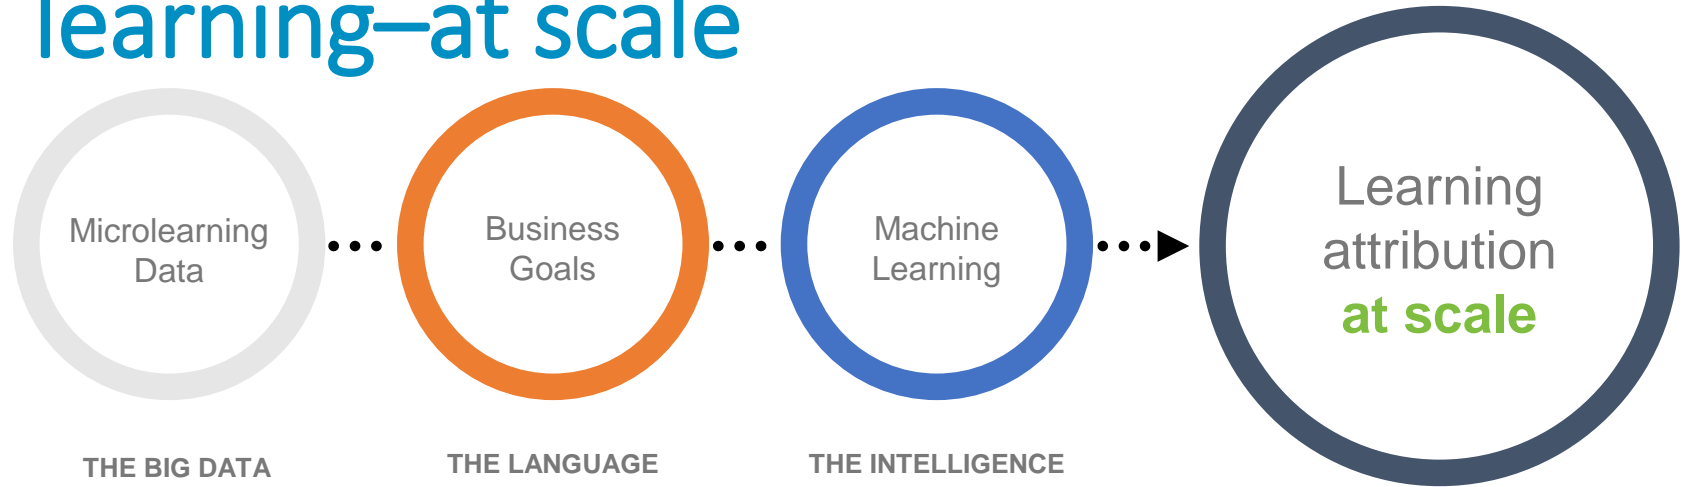 learning–at scale
Microlearning
Data
Business
Goals
Machine
Learning
Learning
attribution
at scale
THE BIG DATA
THE LANGUAGE
THE INTELLIGENCE